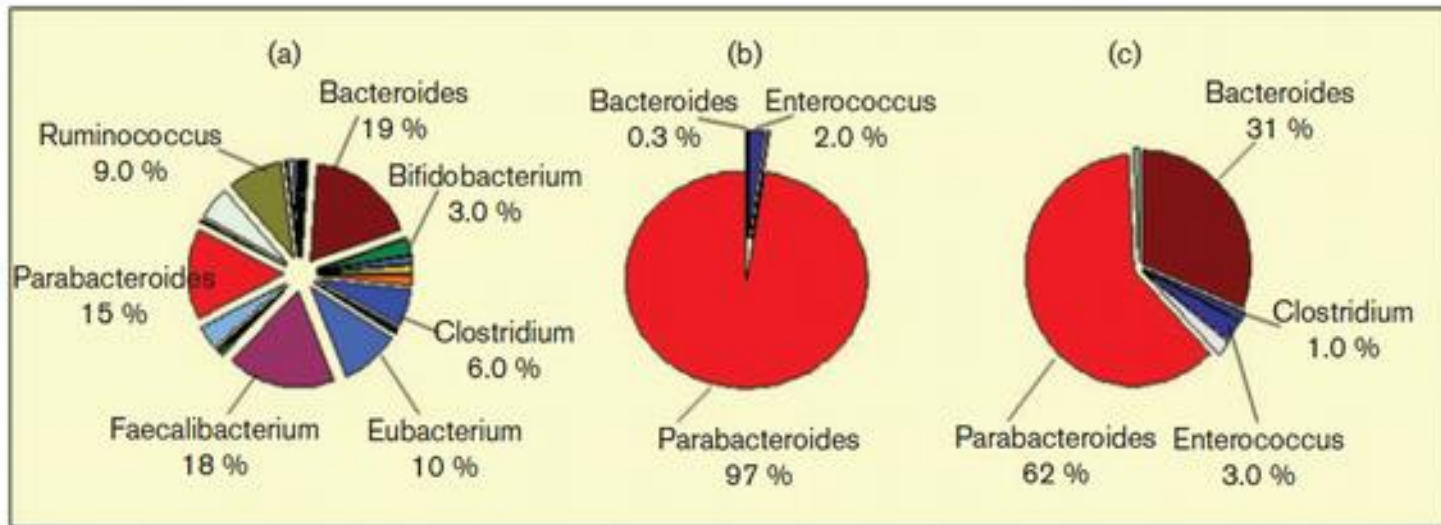 (a)
Bacteroides
19 %
Ruminococcus
9.0 %
Bifidobacterium
3.0 %
Parabacteroides
15 %
Clostridium
6.0 %
Faecalibacterium
18 %
Eubacterium
10 %
(b)
Bacteroides
0.3 %
Enterococcus
2.0 %
Parabacteroides
97 %
(c)
Bacteroides
31 %
Clostridium
1.0 %
Parabacteroides
62 %
Enterococcus
3.0 %